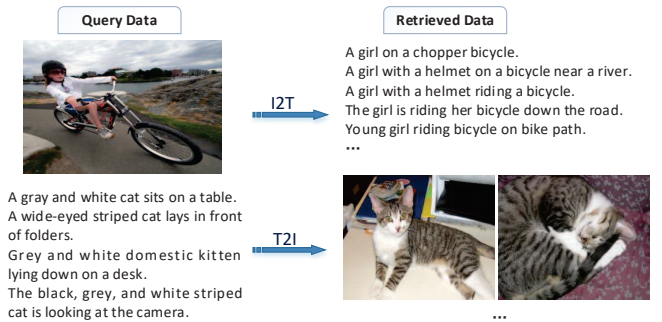 Query Data
Retrieved Data
I2T
A girl on a chopper bicycle.
A girl with a helmet on a bicycle near a river.
A girl with a helmet riding a bicycle.
The girl is riding her bicycle down the road.
Young girl riding bicycle on bike path.
...
A gray and white cat sits on a table.
A wide-eyed striped cat lays in front
of folders.
Grey and white domestic kitten
lying down on a desk.
The black, grey, and white striped
cat is looking at the camera.
T2I
...